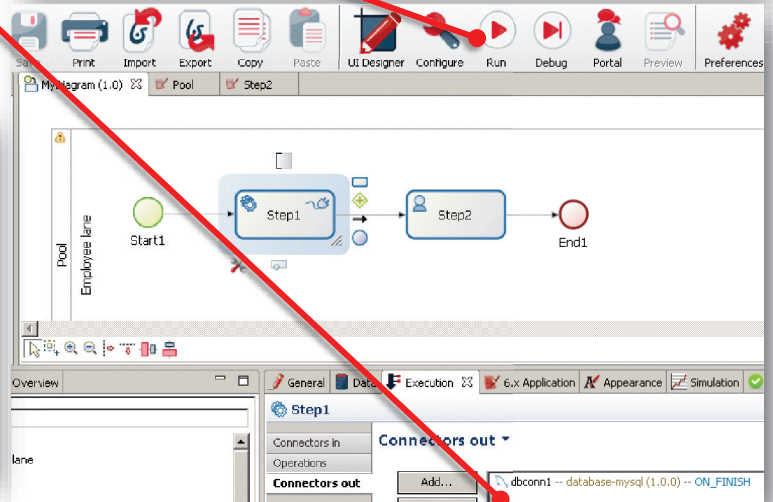 Save Print Import Export Copy Paste UI Designer Configure Run Debug Portal Preview Preferences
MyDiagram (1.0) Pool Step2
Pool
Employee lane
Start1
Step1
Step2
End1
Overview
General Data Execution 6.x Application Appearance Simulation
Step1
lane
Connectors in
Operations
Connectors out
Connectors out
Add...
dbconn1 -- database-mysql (1.0.0) -- ON_FINISH